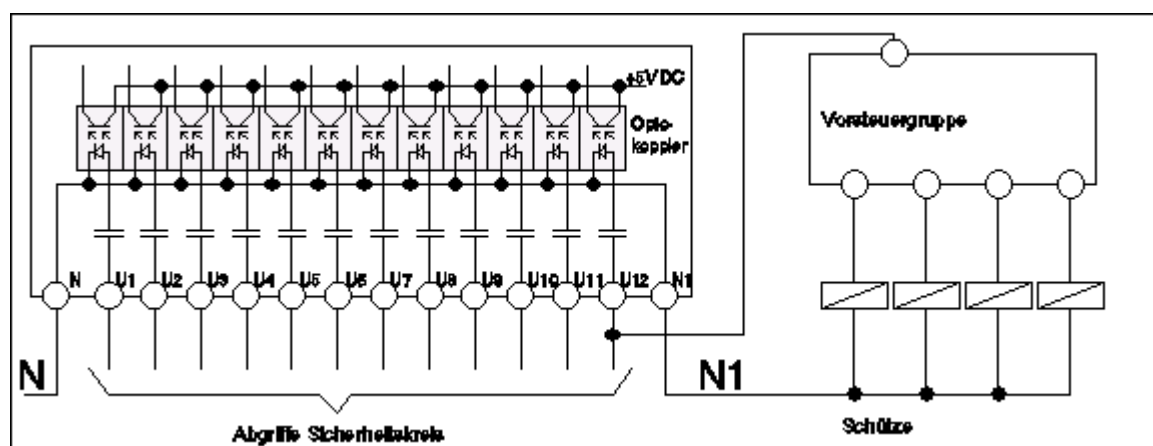 +5VDC
Opto-
koppler
Vorsteuergruppe
N U1 U2 U3 U4 U5 U6 U7 U8 U9 U10 U11 U12 N1
N
N1
Abgriffe Sicherheitskreis
Schütze